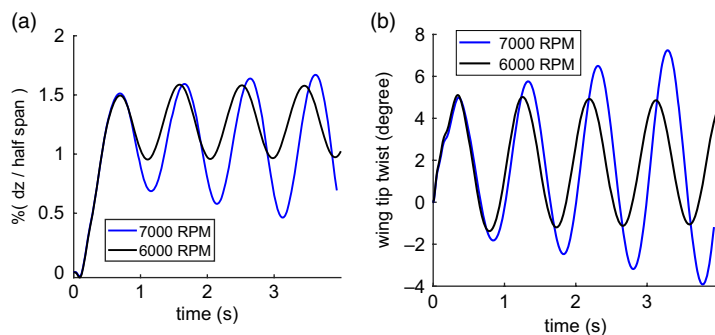 (a)
2
1.5
1
0.5
0
%( dz / half span )
7000 RPM
6000 RPM
0 1 2 3
time (s)
(b)
8
6
4
2
0
−2
−4
wing tip twist (degree)
7000 RPM
6000 RPM
0 1 2 3
time (s)